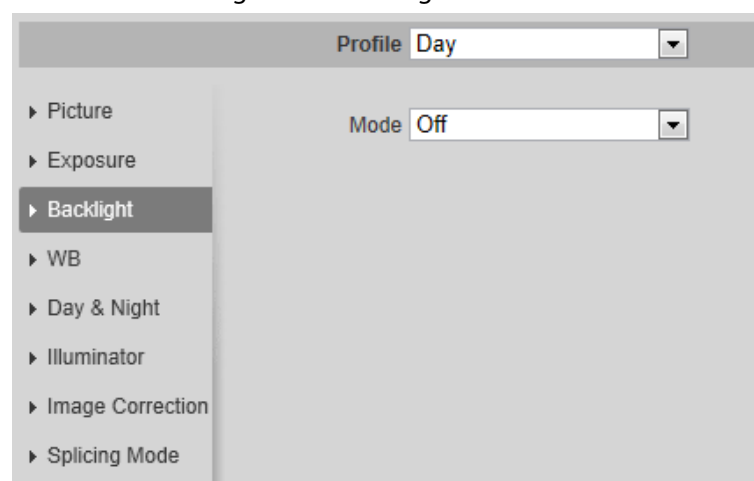 Profile Day
Picture
Mode Off
Exposure
Backlight
WB
Day & Night
Illuminator
Image Correction
Splicing Mode